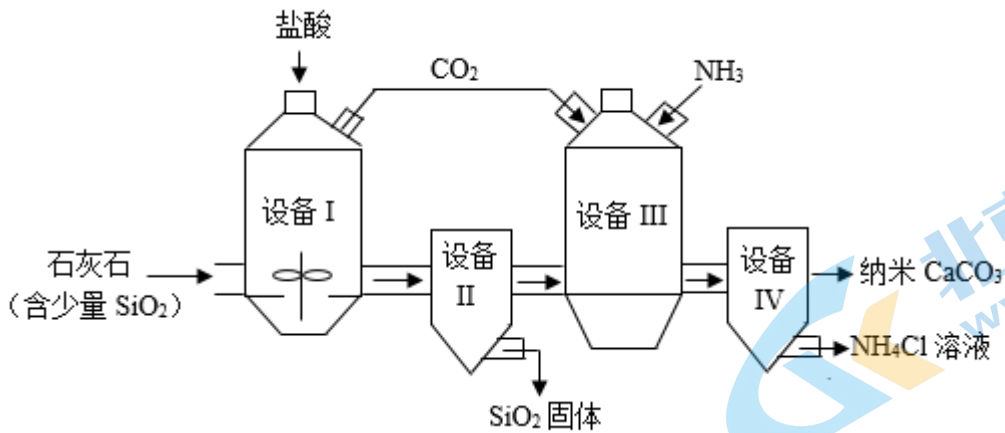 盐酸
CO2
NH3
设备 I
设备 III
石灰石
（含少量 SiO2）
设备
II
设备
IV
纳米 CaCO3
NH4Cl 溶液
SiO2 固体